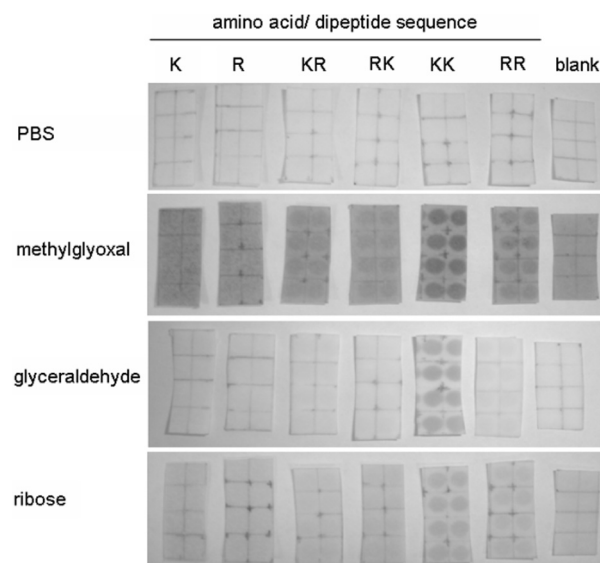 amino acid/ dipeptide sequence
K R KR RK KK RR blank
PBS
methylglyoxal
glyceraldehyde
ribose